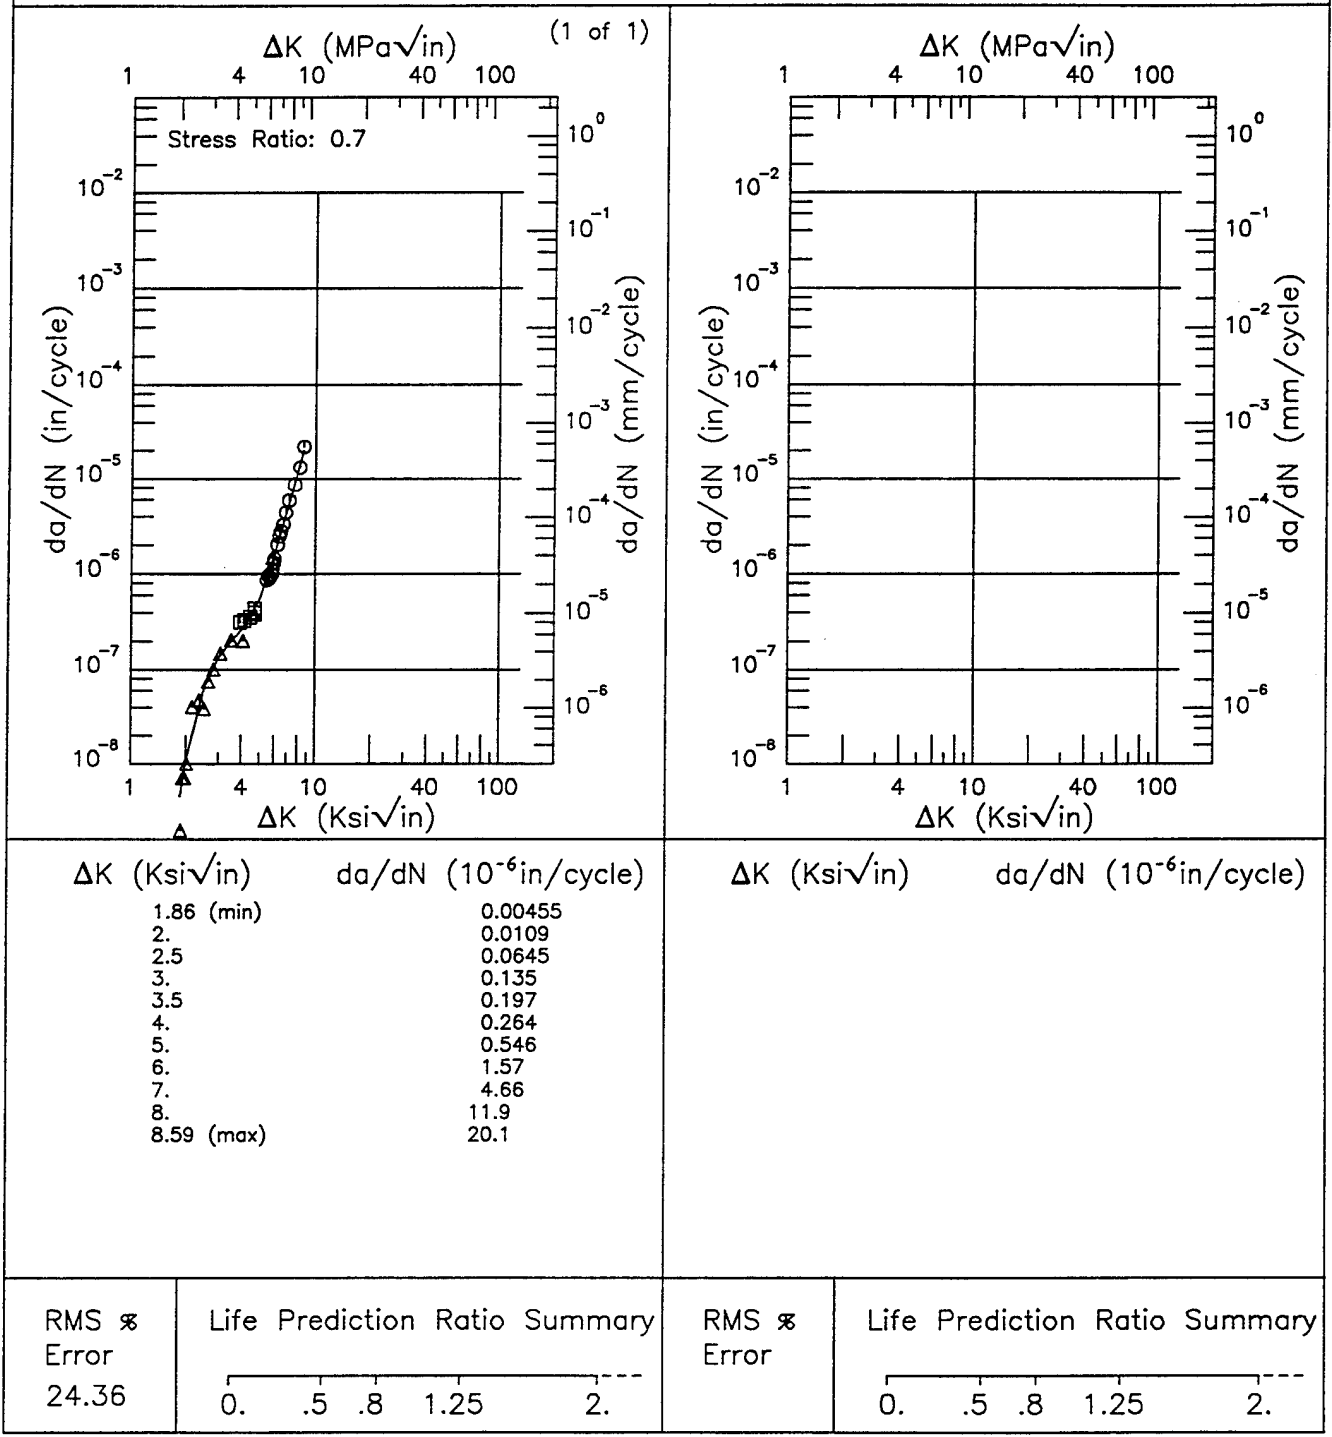 (1 of 1)
ΔK (MPa√in)
1 4 10 40 100
Stress Ratio: 0.7
da/dN (in/cycle)
10⁻²
10⁻³
10⁻⁴
10⁻⁵
10⁻⁶
10⁻⁷
10⁻⁸
10⁰
10⁻¹
10⁻²
10⁻³
10⁻⁴
10⁻⁵
10⁻⁶
da/dN (mm/cycle)
1 4 10 40 100
ΔK (Ksi√in)
ΔK (MPa√in)
1 4 10 40 100
da/dN (in/cycle)
10⁻²
10⁻³
10⁻⁴
10⁻⁵
10⁻⁶
10⁻⁷
10⁻⁸
10⁰
10⁻¹
10⁻²
10⁻³
10⁻⁴
10⁻⁵
10⁻⁶
da/dN (mm/cycle)
1 4 10 40 100
ΔK (Ksi√in)
ΔK (Ksi√in) da/dN (10⁻⁶in/cycle)
1.86 (min) 0.00455
2. 0.0109
2.5 0.0645
3. 0.135
3.5 0.197
4. 0.264
5. 0.546
6. 1.57
7. 4.66
8. 11.9
8.59 (max) 20.1
ΔK (Ksi√in) da/dN (10⁻⁶in/cycle)
RMS %
Error
24.36
Life Prediction Ratio Summary
0. .5 .8 1.25 2.
RMS %
Error
Life Prediction Ratio Summary
0. .5 .8 1.25 2.